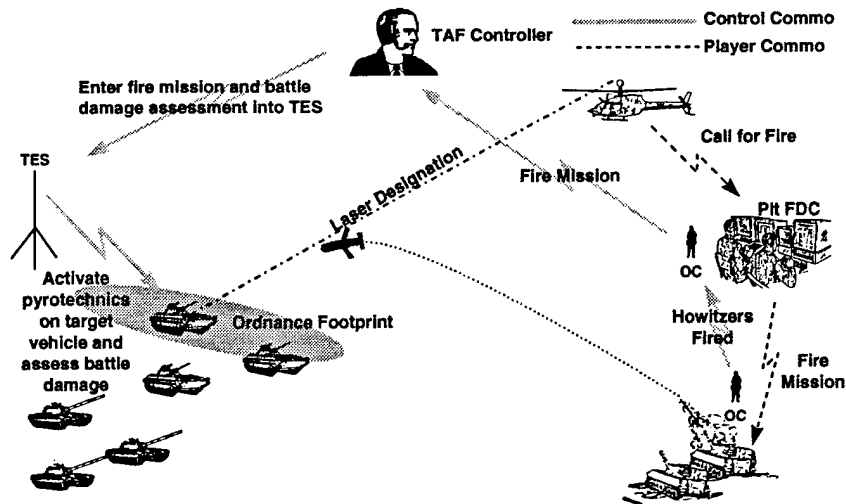 TAF Controller
Control Commo
Player Commo
Enter fire mission and battle
damage assessment into TES
Call for Fire
TES
Laser Designation
Fire Mission
Plt FDC
OC
Activate
pyrotechnics
on target
vehicle and
assess battle
damage
Ordnance Footprint
Howitzers
Fired
Fire
Mission
OC